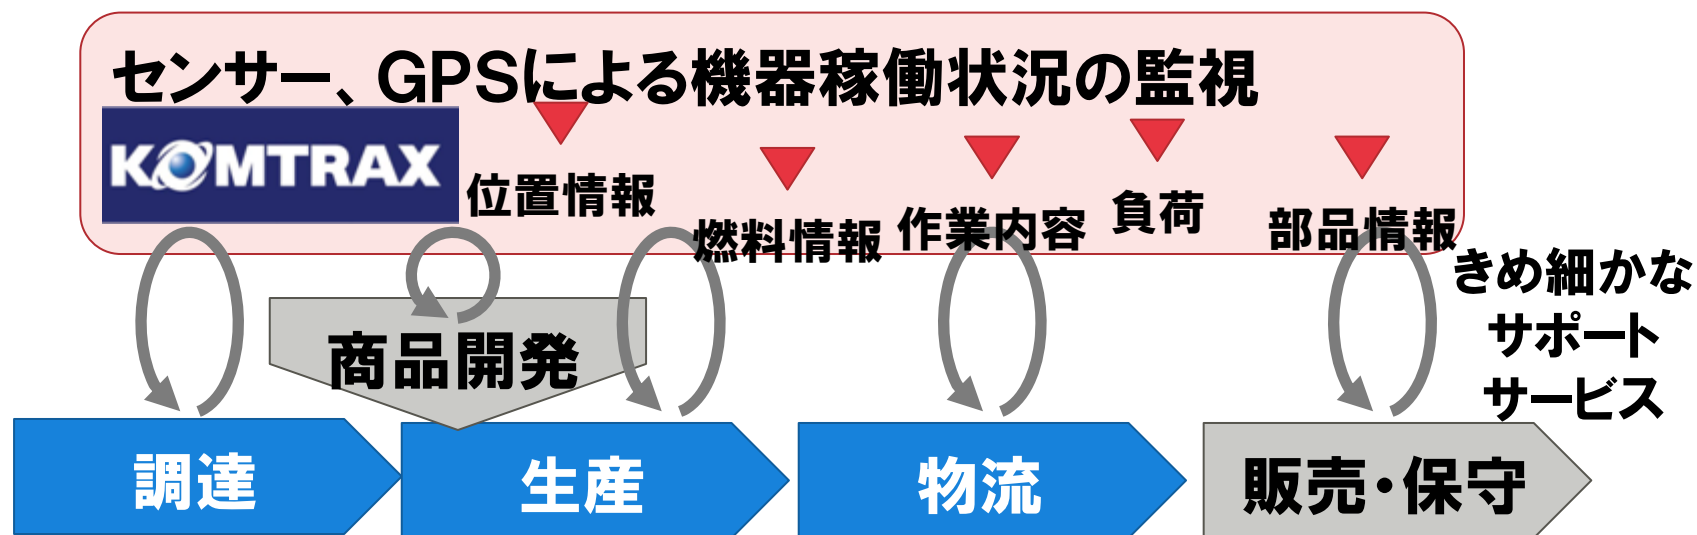 センサー、GPSによる機器稼働状況の監視
KOMTRAX
位置情報
燃料情報
作業内容
負荷
部品情報
きめ細かな
サポート
サービス
商品開発
調達
生産
物流
販売・保守